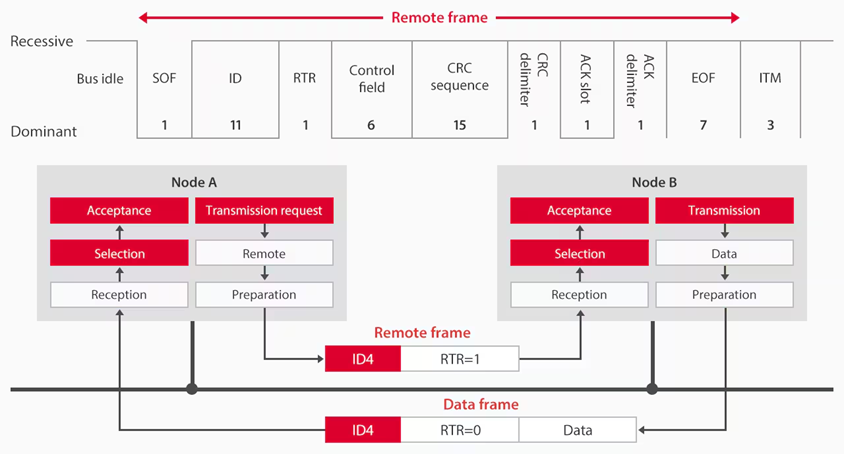 Remote frame
Recessive
Bus idle
SOF
ID
RTR
Control
field
CRC
sequence
CRC
delimiter
ACK slot
ACK
delimiter
EOF
ITM
Dominant
1
11
1
6
15
1
1
1
7
3
Node A
Acceptance
Transmission request
Selection
Remote
Reception
Preparation
Node B
Acceptance
Transmission
Selection
Data
Reception
Preparation
Remote frame
ID4
RTR=1
Data frame
ID4
RTR=0
Data